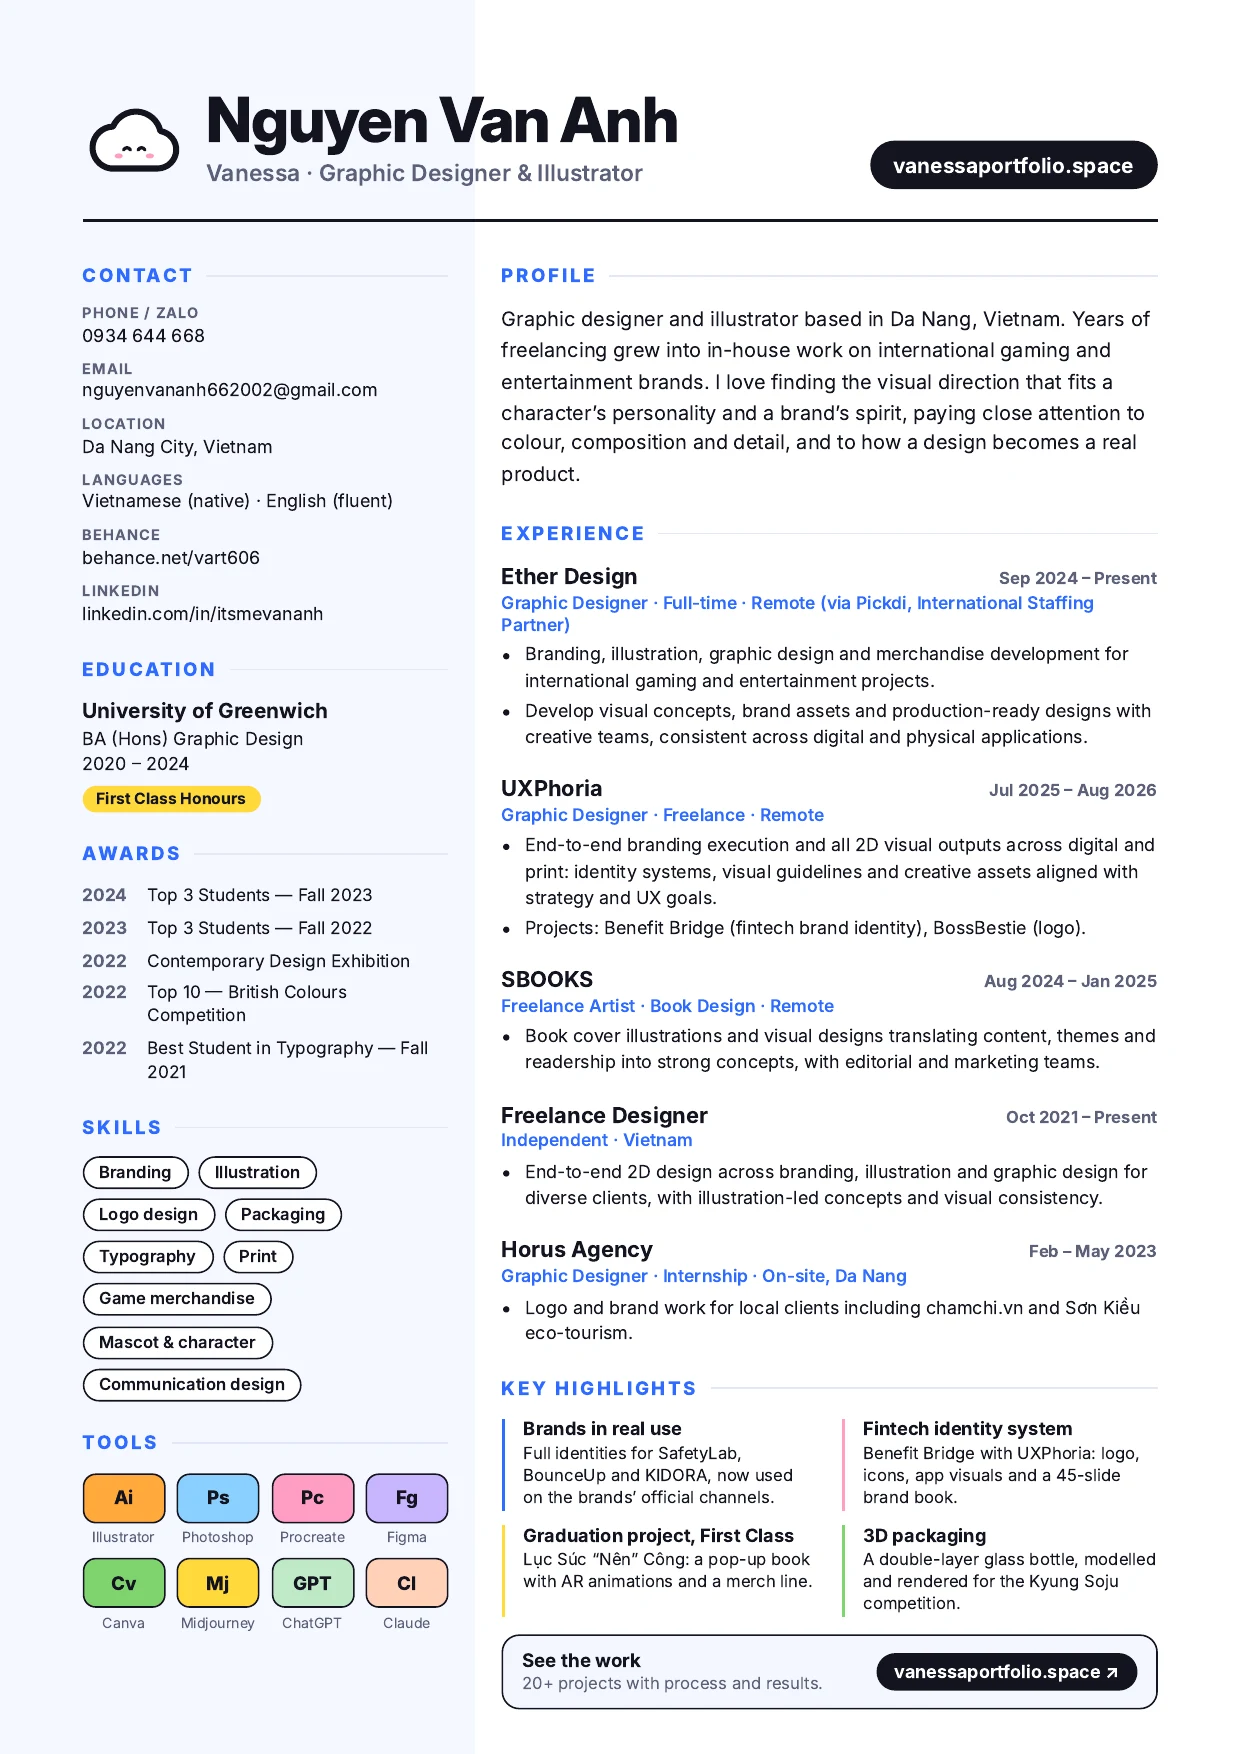 Nguyen Van Anh
Vanessa · Graphic Designer & Illustrator
vanessaportfolio.space
CONTACT
PHONE / ZALO
0934 644 668
EMAIL
nguyenvananh662002@gmail.com
LOCATION
Da Nang City, Vietnam
LANGUAGES
Vietnamese (native) · English (fluent)
BEHANCE
behance.net/vart606
LINKEDIN
linkedin.com/in/itsmevananh
EDUCATION
University of Greenwich
BA (Hons) Graphic Design
2020 – 2024
First Class Honours
AWARDS
2024 Top 3 Students — Fall 2023
2023 Top 3 Students — Fall 2022
2022 Contemporary Design Exhibition
2022 Top 10 — British Colours
Competition
2022 Best Student in Typography — Fall
2021
SKILLS
Branding Illustration
Logo design Packaging
Typography Print
Game merchandise
Mascot & character
Communication design
TOOLS
Ai Ps Pc Fg
Illustrator Photoshop Procreate Figma
Cv Mj GPT Cl
Canva Midjourney ChatGPT Claude
PROFILE
Graphic designer and illustrator based in Da Nang, Vietnam. Years of
freelancing grew into in-house work on international gaming and
entertainment brands. I love finding the visual direction that fits a
character’s personality and a brand’s spirit, paying close attention to
colour, composition and detail, and to how a design becomes a real
product.
EXPERIENCE
Ether Design Sep 2024 – Present
Graphic Designer · Full-time · Remote (via Pickdi, International Staffing
Partner)
• Branding, illustration, graphic design and merchandise development for
international gaming and entertainment projects.
• Develop visual concepts, brand assets and production-ready designs with
creative teams, consistent across digital and physical applications.
UXPhoria Jul 2025 – Aug 2026
Graphic Designer · Freelance · Remote
• End-to-end branding execution and all 2D visual outputs across digital and
print: identity systems, visual guidelines and creative assets aligned with
strategy and UX goals.
• Projects: Benefit Bridge (fintech brand identity), BossBestie (logo).
SBOOKS Aug 2024 – Jan 2025
Freelance Artist · Book Design · Remote
• Book cover illustrations and visual designs translating content, themes and
readership into strong concepts, with editorial and marketing teams.
Freelance Designer Oct 2021 – Present
Independent · Vietnam
• End-to-end 2D design across branding, illustration and graphic design for
diverse clients, with illustration-led concepts and visual consistency.
Horus Agency Feb – May 2023
Graphic Designer · Internship · On-site, Da Nang
• Logo and brand work for local clients including chamchi.vn and Sơn Kiều
eco-tourism.
KEY HIGHLIGHTS
Brands in real use
Full identities for SafetyLab,
BounceUp and KIDORA, now used
on the brands’ official channels.
Fintech identity system
Benefit Bridge with UXPhoria: logo,
icons, app visuals and a 45-slide
brand book.
Graduation project, First Class
Lục Súc “Nên” Công: a pop-up book
with AR animations and a merch line.
3D packaging
A double-layer glass bottle, modelled
and rendered for the Kyung Soju
competition.
See the work
20+ projects with process and results.
vanessaportfolio.space ↗